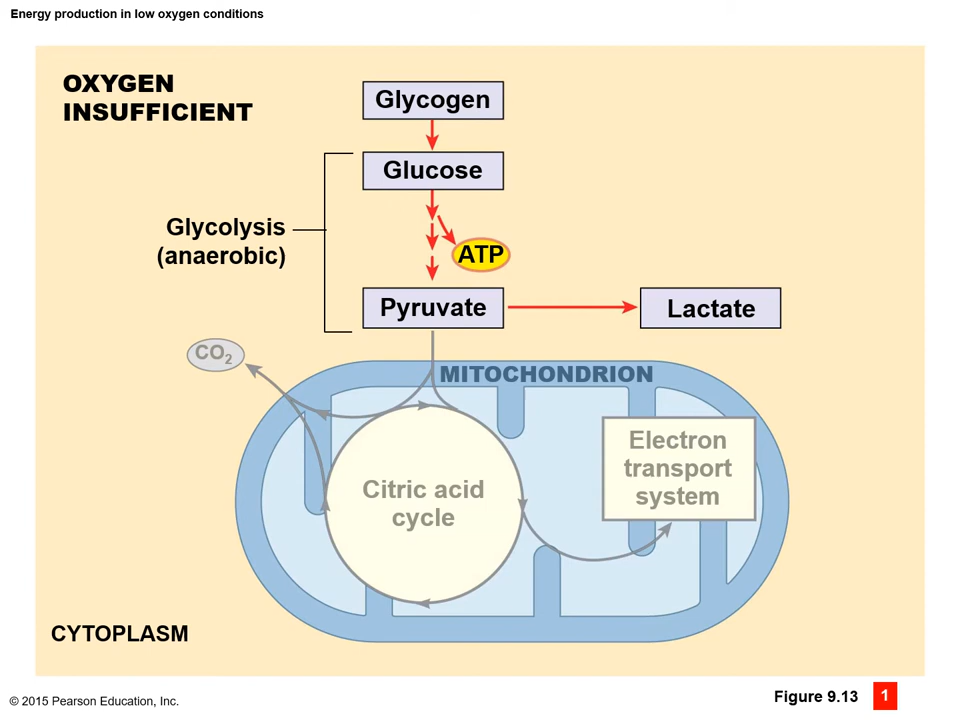 Energy production in low oxygen conditions
OXYGEN
INSUFFICIENT
Glycogen
Glucose
Glycolysis
(anaerobic)
ATP
Pyruvate
Lactate
CO2
MITOCHONDRION
Electron
transport
system
Citric acid
cycle
CYTOPLASM
© 2015 Pearson Education, Inc.
Figure 9.13 1